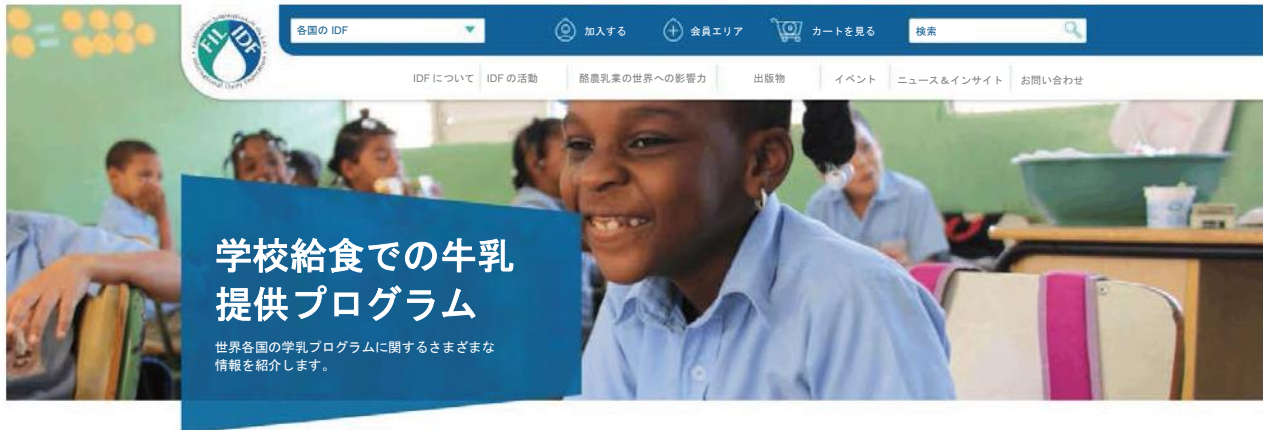 各国の IDF
加入する
会員エリア
カートを見る
検索
FIL IDF
IDF について
IDF の活動
酪農乳業の世界への影響力
出版物
イベント
ニュース＆インサイト
お問い合わせ
学校給食での牛乳
提供プログラム
世界各国の学乳プログラムに関するさまざまな
情報を紹介します。